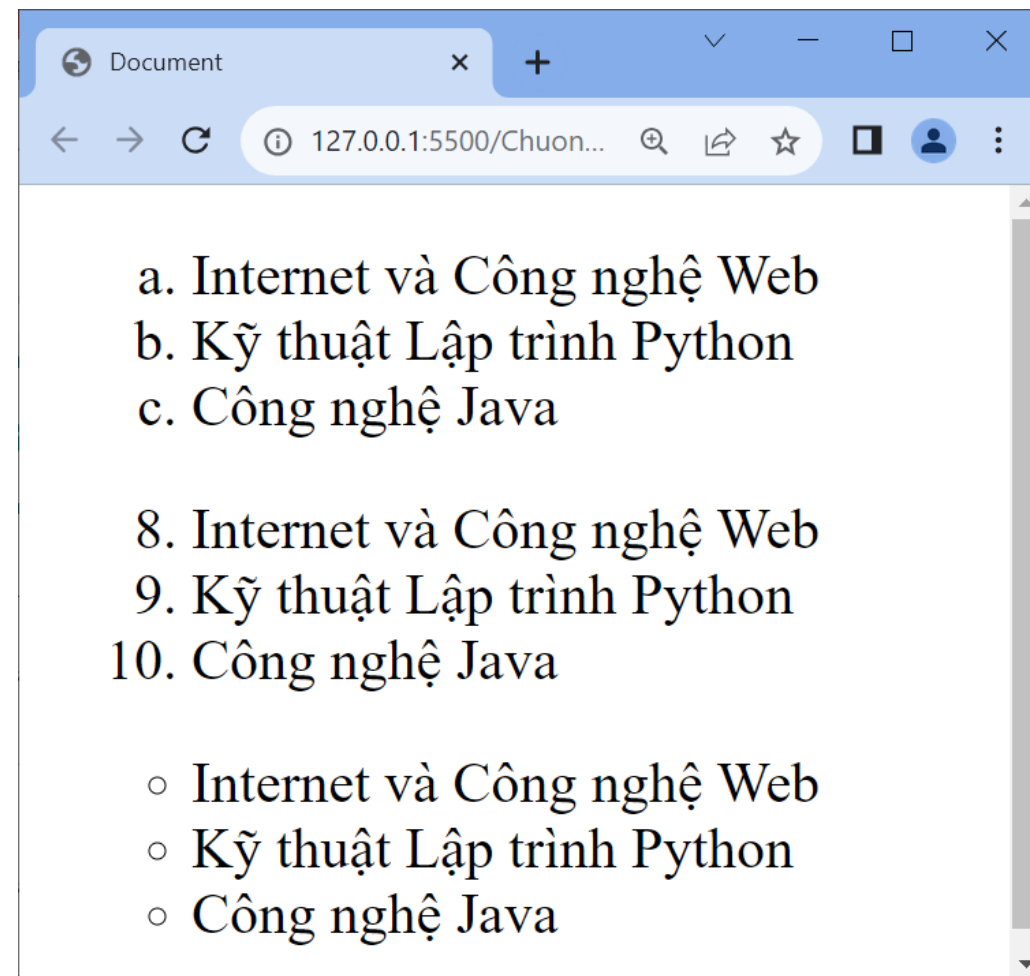 Document
127.0.0.1:5500/Chuon...
a. Internet và Công nghệ Web
b. Kỹ thuật Lập trình Python
c. Công nghệ Java
8. Internet và Công nghệ Web
9. Kỹ thuật Lập trình Python
10. Công nghệ Java
Internet và Công nghệ Web
Kỹ thuật Lập trình Python
Công nghệ Java